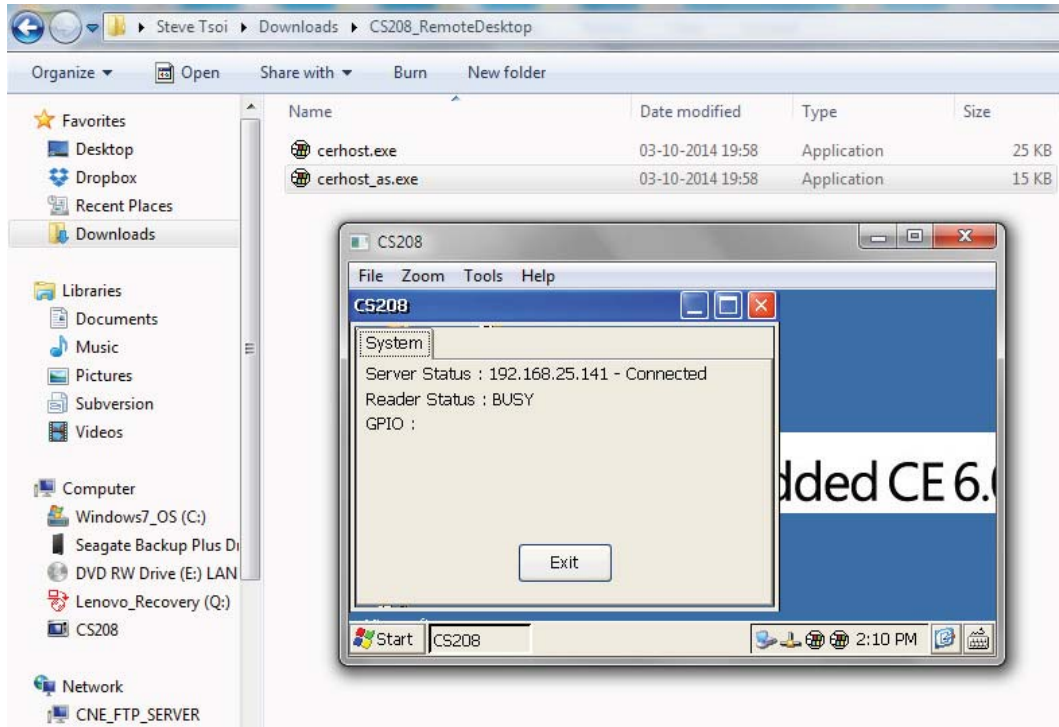 Steve Tsoi Downloads CS208_RemoteDesktop
Organize Open Share with Burn New folder
Name Date modified Type Size
cerhost.exe 03-10-2014 19:58 Application 25 KB
cerhost_as.exe 03-10-2014 19:58 Application 15 KB
Favorites
Desktop
Dropbox
Recent Places
Downloads
Libraries
Documents
Music
Pictures
Subversion
Videos
Computer
Windows7_OS (C:)
Seagate Backup Plus
DVD RW Drive (E:) LAN
Lenovo_Recovery (Q:)
CS208
Network
CNE_FTP_SERVER
CS208
File Zoom Tools Help
CS208
System
Server Status : 192.168.25.141 - Connected
Reader Status : BUSY
GPIO :
Exit
dded CE 6.0
Start CS208 2:10 PM